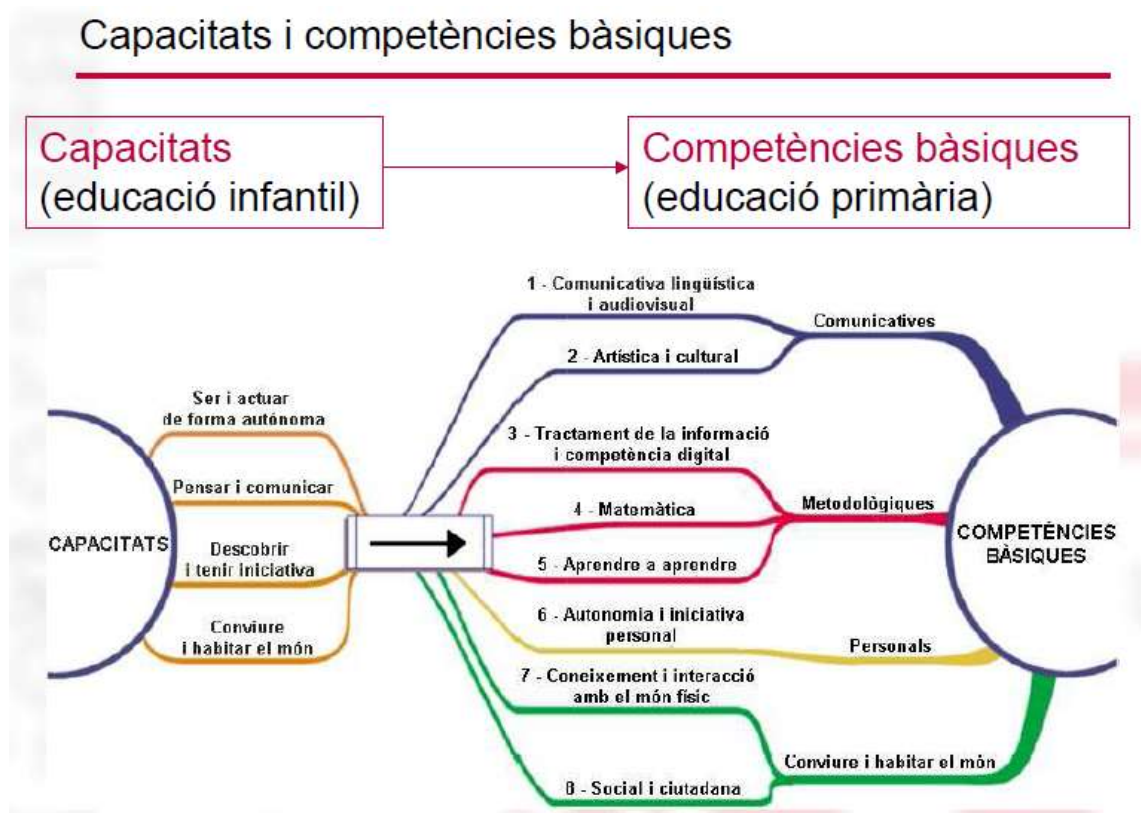 Capacitats i competències bàsiques
Capacitats
(educació infantil)
Competències bàsiques
(educació primària)
CAPACITATS
Ser i actuar
de forma autònoma
Pensar i comunicar
Descobrir
i tenir iniciativa
Conviure
i habitar el món
1 - Comunicativa lingüística
i audiovisual
2 - Artística i cultural
Comunicatives
3 - Tractament de la informació
i competència digital
4 - Matemàtica
5 - Aprendre a aprendre
Metodològiques
6 - Autonomia i iniciativa
personal
Personals
7 - Coneixement i interacció
amb el món físic
8 - Social i ciutadana
Conviure i habitar el món
COMPETÈNCIES
BÀSIQUES